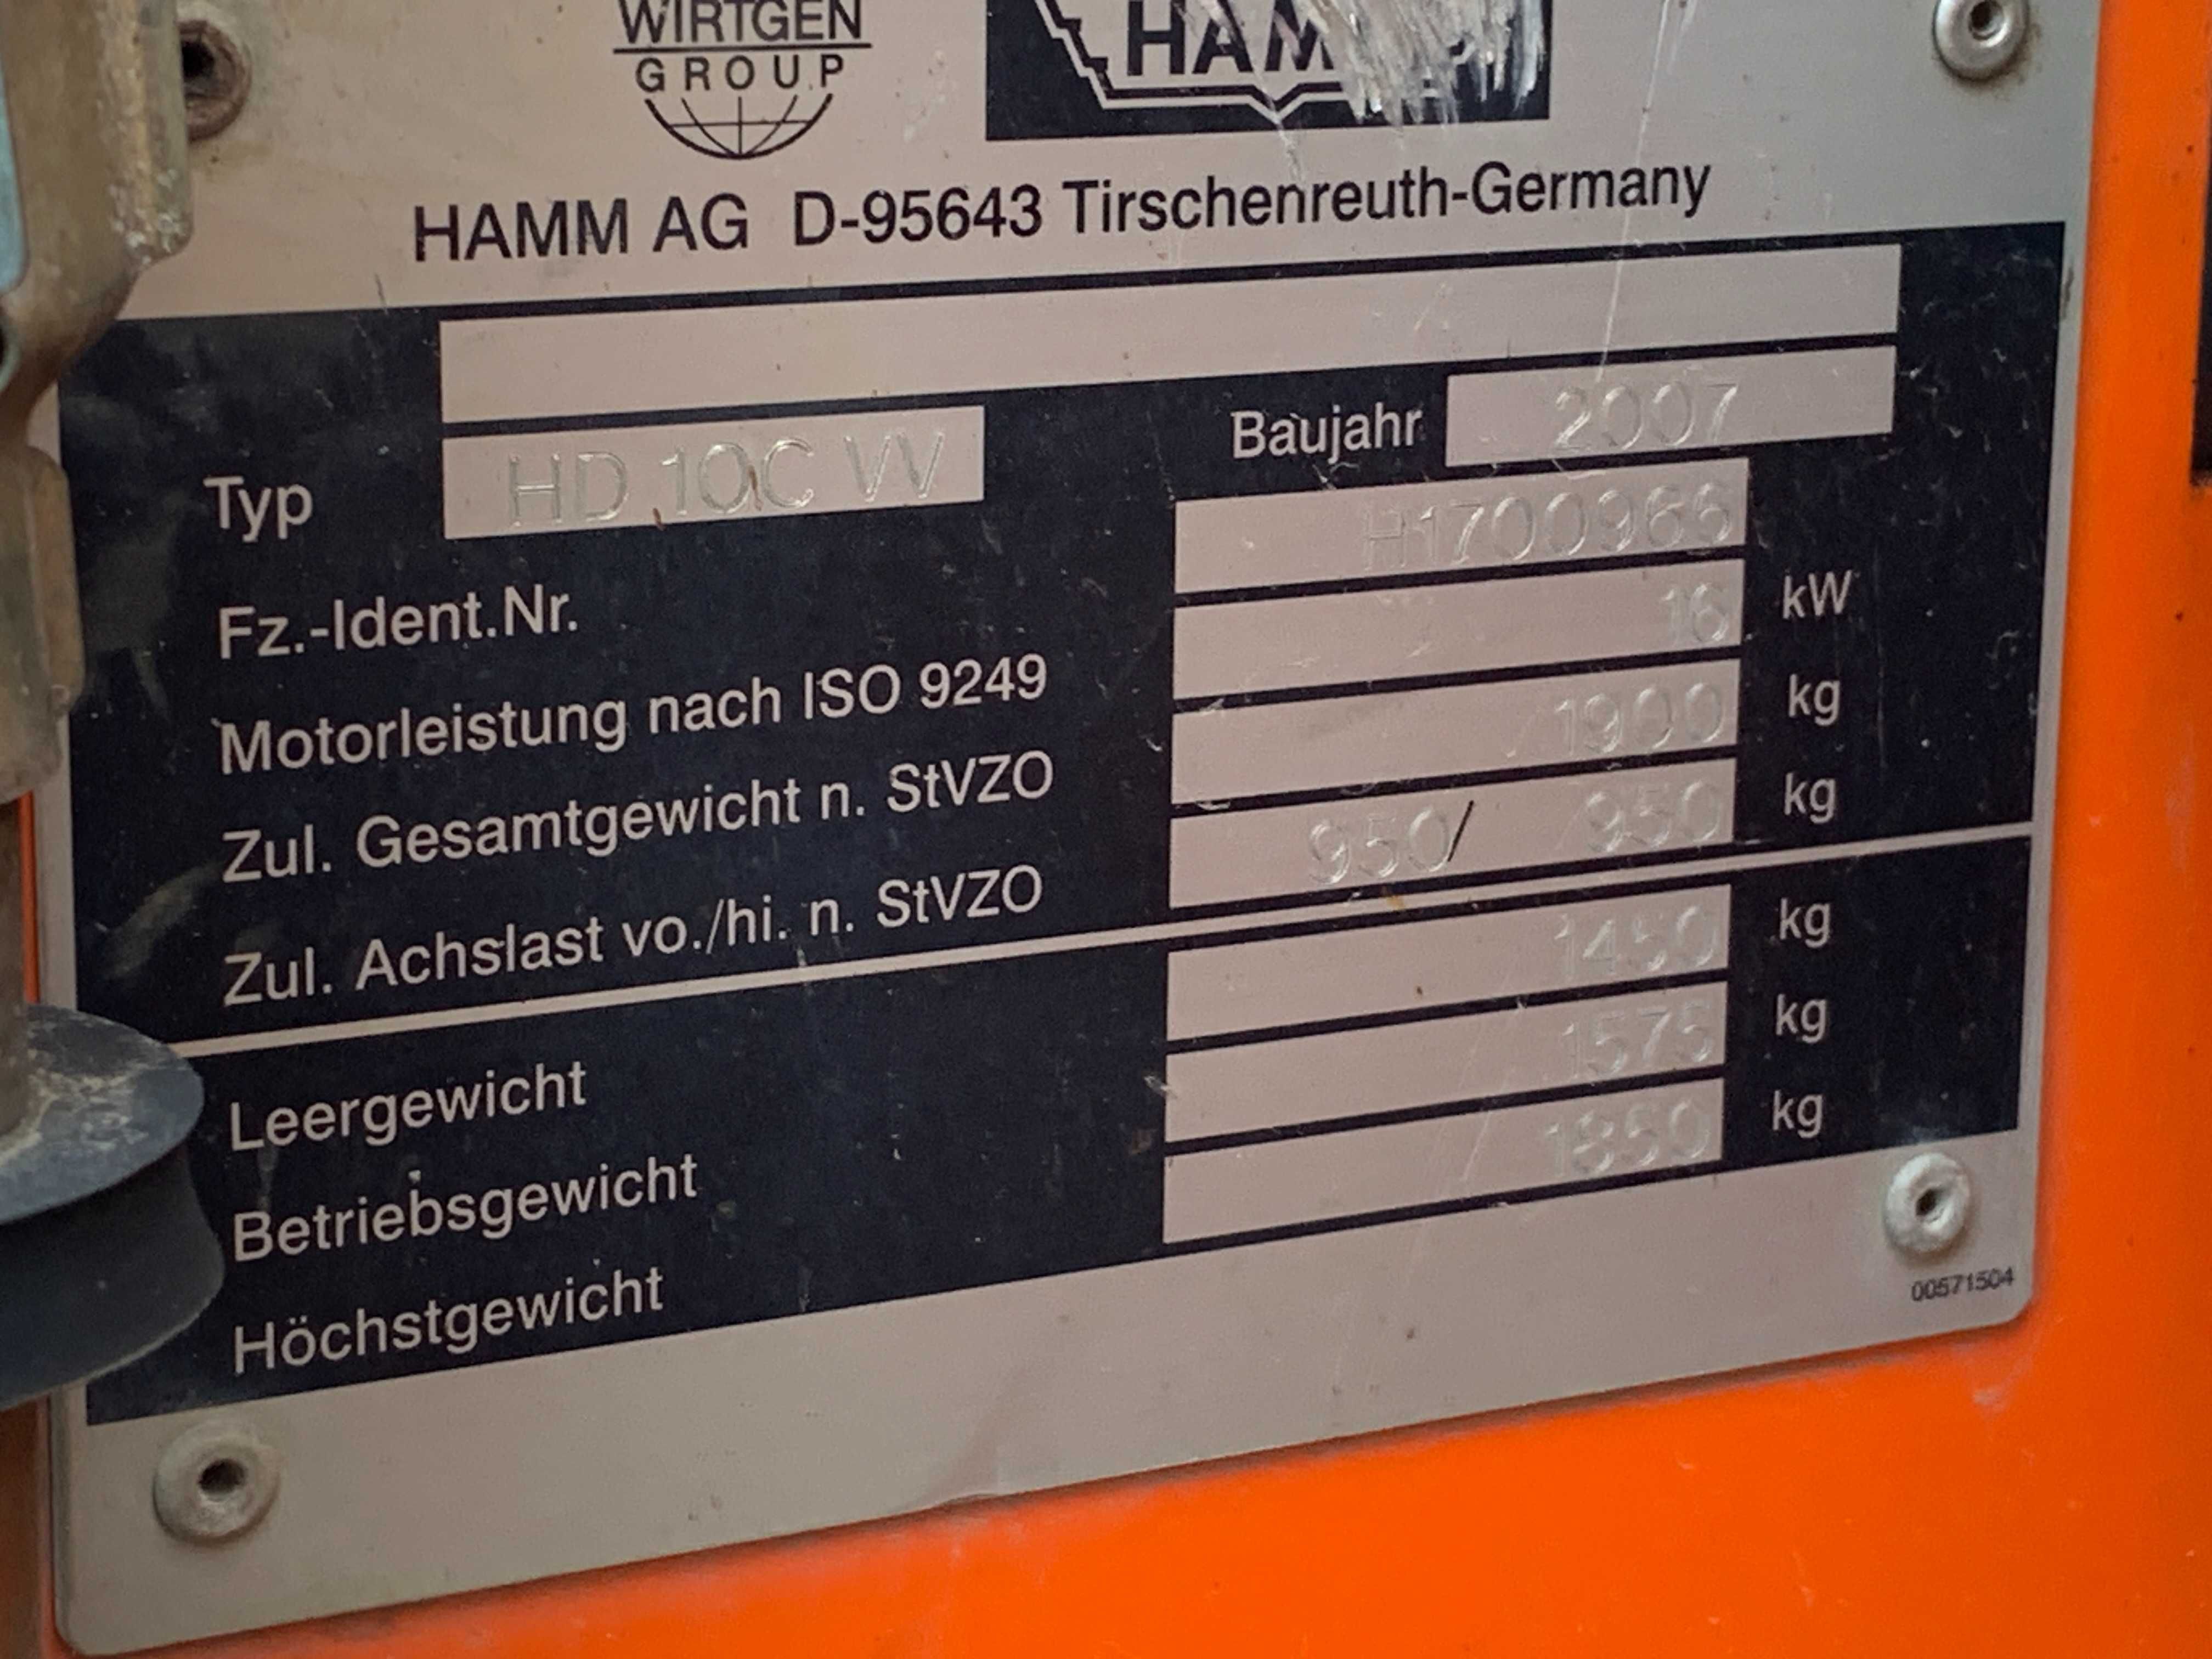 WIRTGEN
GROUP
HAMM
HAMM AG D-95643 Tirschenreuth-Germany
Typ HD 10C VV Baujahr 2007
Fz.-Ident.Nr. H1700966
Motorleistung nach ISO 9249 16 kW
Zul. Gesamtgewicht n. StVZO 1900 kg
Zul. Achslast vo./hi. n. StVZO 950/ 950 kg
Leergewicht 1450 kg
Betriebsgewicht 1575 kg
Höchstgewicht 1850 kg
00571504